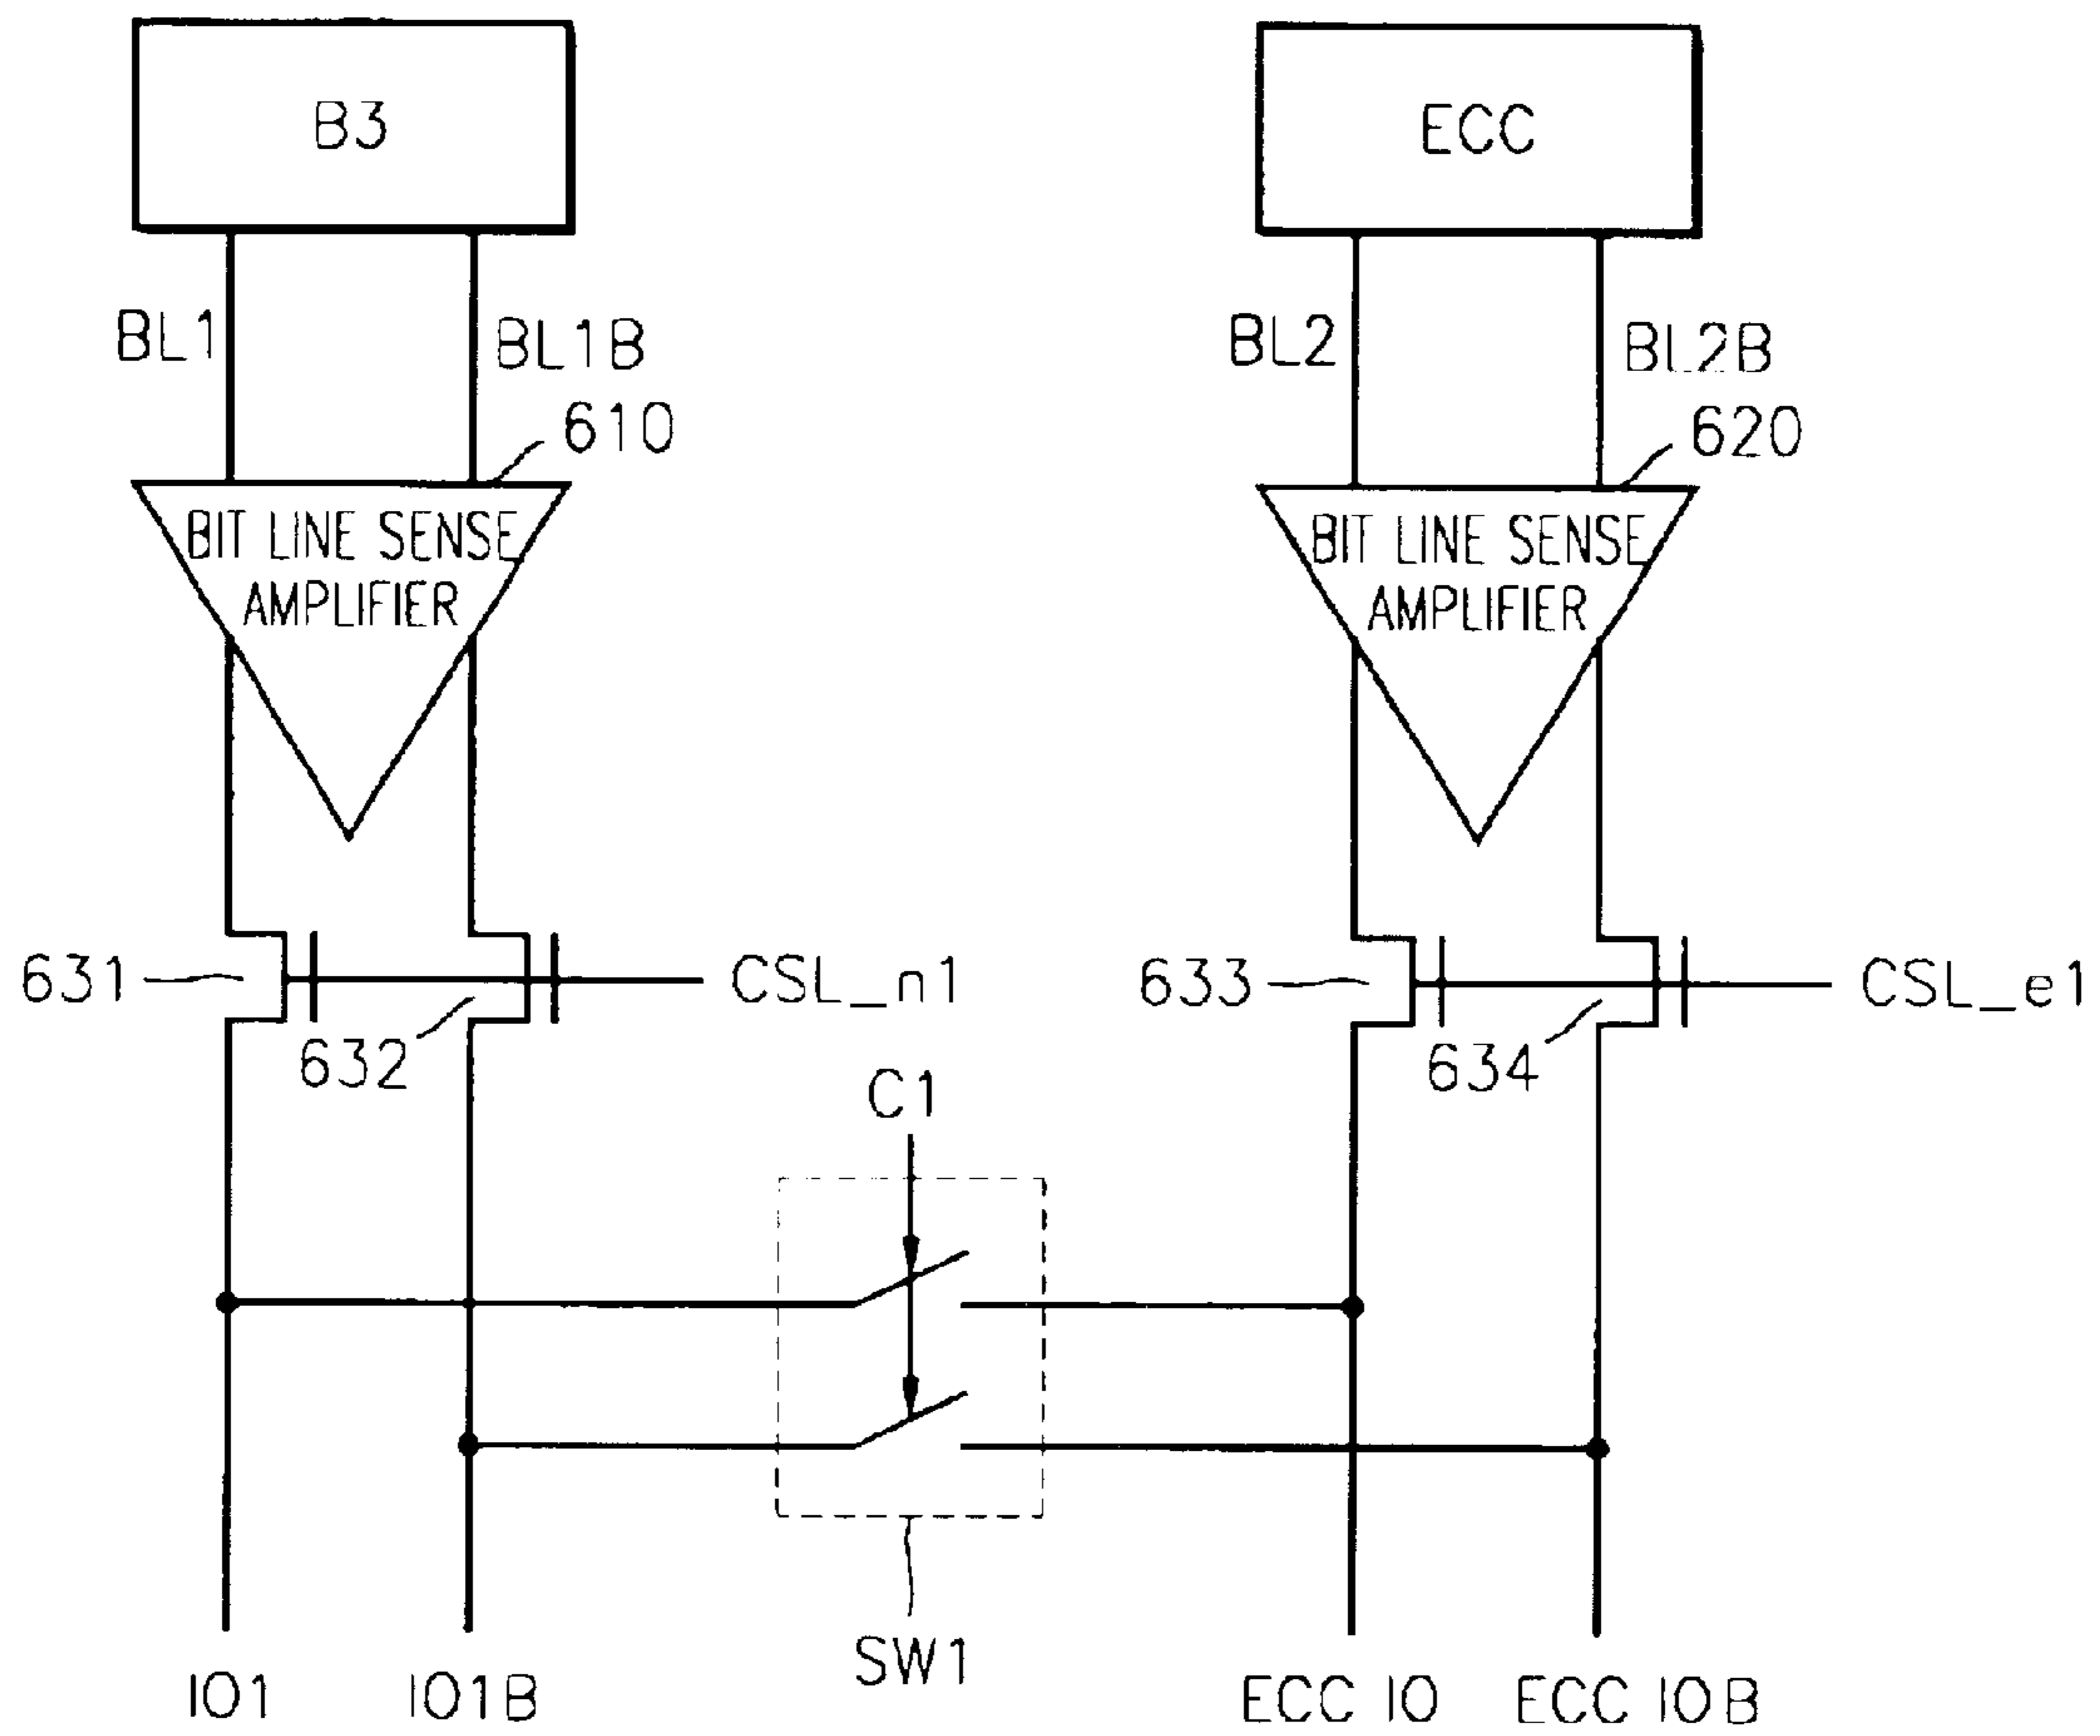 B3
ECC
BL1
BL1B
BL2
BL2B
610
620
BIT LINE SENSE
AMPLIFIER
BIT LINE SENSE
AMPLIFIER
631
632
CSL_n1
633
634
CSL_e1
C1
SW1
IO1
IO1B
ECC IO
ECC IOB